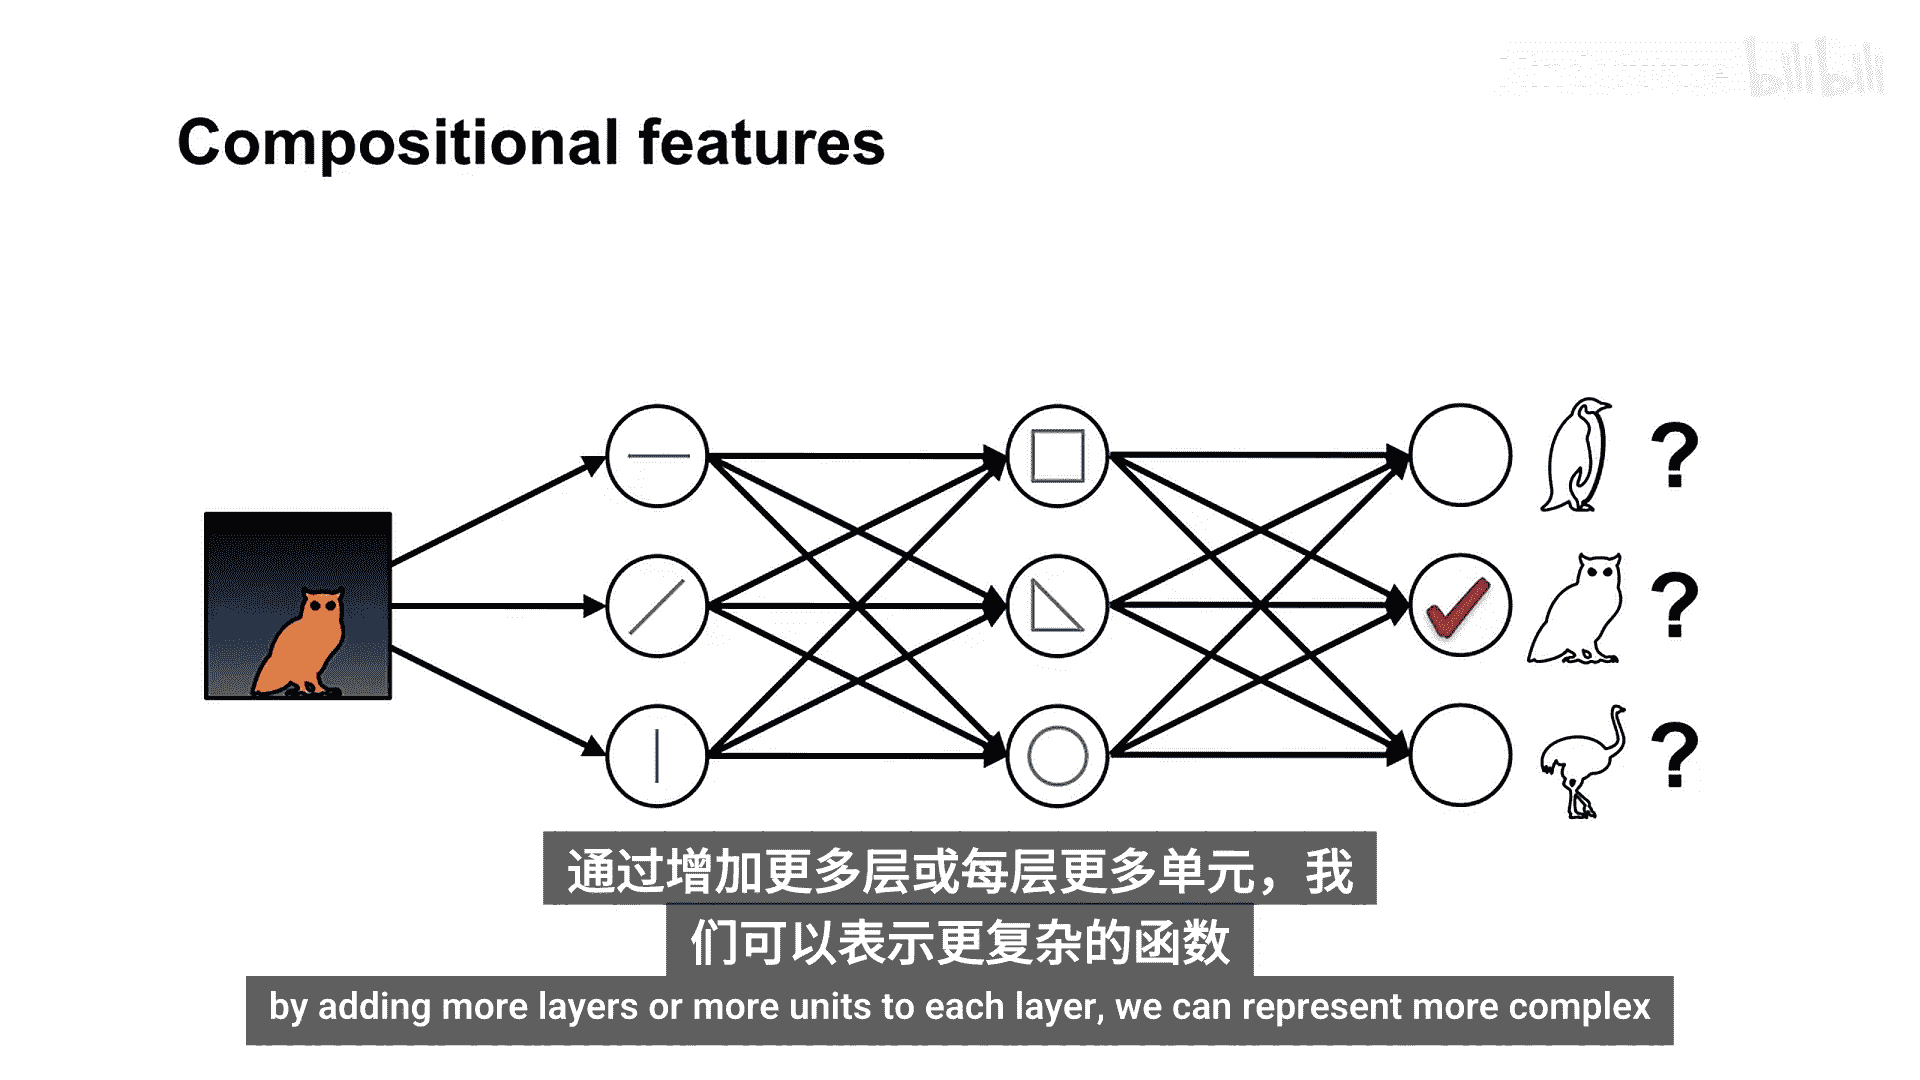 bilibili
Compositional features
?
?
?
通过增加更多层或每层更多单元，我
们可以表示更复杂的函数
by adding more layers or more units to each layer, we can represent more complex